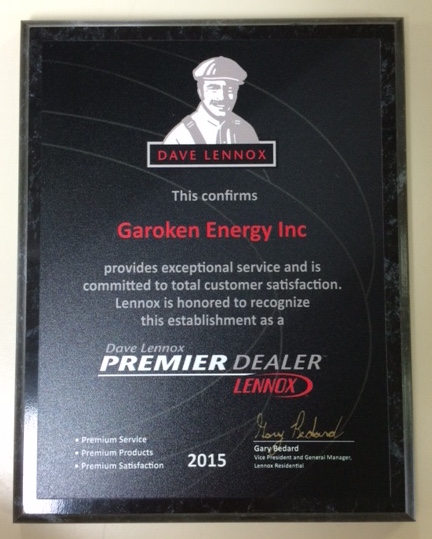 DAVE LENNOX
This confirms
Garoken Energy Inc
provides exceptional service and is
committed to total customer satisfaction.
Lennox is honored to recognize
this establishment as a
Dave Lennox
PREMIER DEALER™
LENNOX
• Premium Service
• Premium Products
• Premium Satisfaction
2015
Gary Bedard
Gary Bedard
Vice President and General Manager,
Lennox Residential